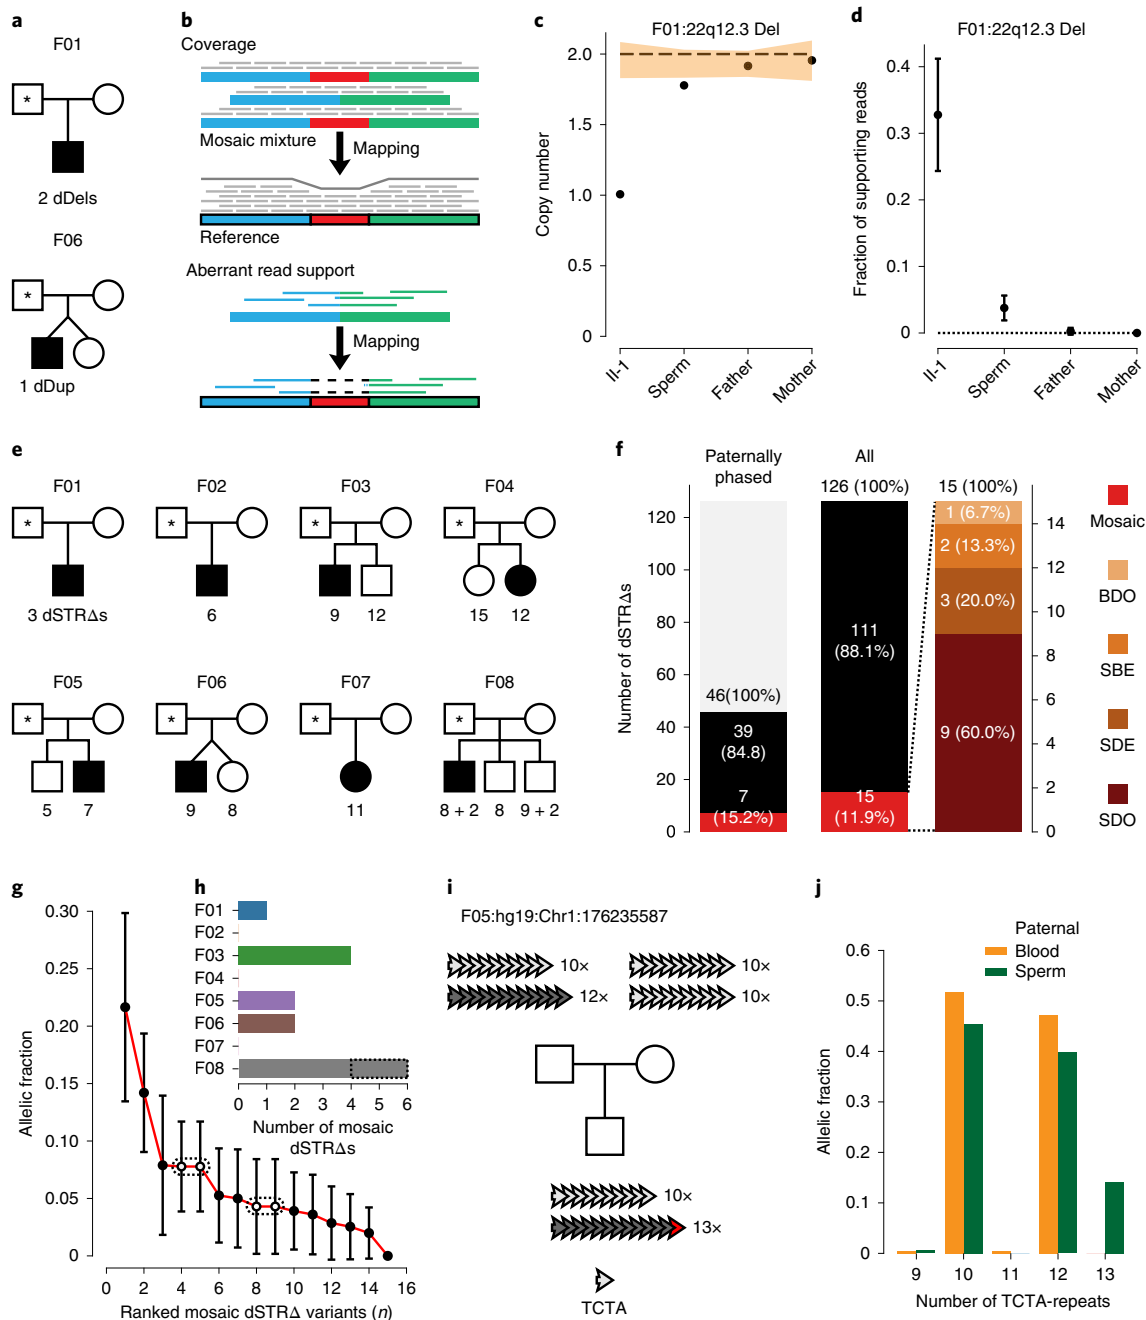 a
F01
*
2 dDels
F06
*
1 dDup
b
Coverage
Mosaic mixture
Mapping
Reference
Aberrant read support
Mapping
c
F01:22q12.3 Del
Copy number
2.0
1.5
1.0
0.5
0
II-1
Sperm
Father
Mother
d
F01:22q12.3 Del
Fraction of supporting reads
0.4
0.3
0.2
0.1
0
II-1
Sperm
Father
Mother
e
F01
*
3 dSTRΔs
F02
*
6
F03
*
9
12
F04
*
15
12
F05
*
5
7
F06
*
9
8
F07
*
11
F08
*
8 + 2
8
9 + 2
f
Paternally
phased
All
126 (100%)
15 (100%)
Number of dSTRΔs
120
100
80
60
40
20
0
46(100%)
39
(84.8)
7
(15.2%)
111
(88.1%)
15
(11.9%)
1 (6.7%)
2 (13.3%)
3 (20.0%)
9 (60.0%)
14
12
10
8
6
4
2
0
Mosaic
BDO
SBE
SDE
SDO
g
Allelic fraction
0.30
0.25
0.20
0.15
0.10
0.05
0
0
2
4
6
8
10
12
14
16
Ranked mosaic dSTRΔ variants (n)
h
F01
F02
F03
F04
F05
F06
F07
F08
0
1
2
3
4
5
6
Number of mosaic
dSTRΔs
i
F05:hg19:Chr1:176235587
10×
12×
10×
10×
10×
13×
TCTA
j
Paternal
Blood
Sperm
Allelic fraction
0.6
0.5
0.4
0.3
0.2
0.1
0
9
10
11
12
13
Number of TCTA-repeats